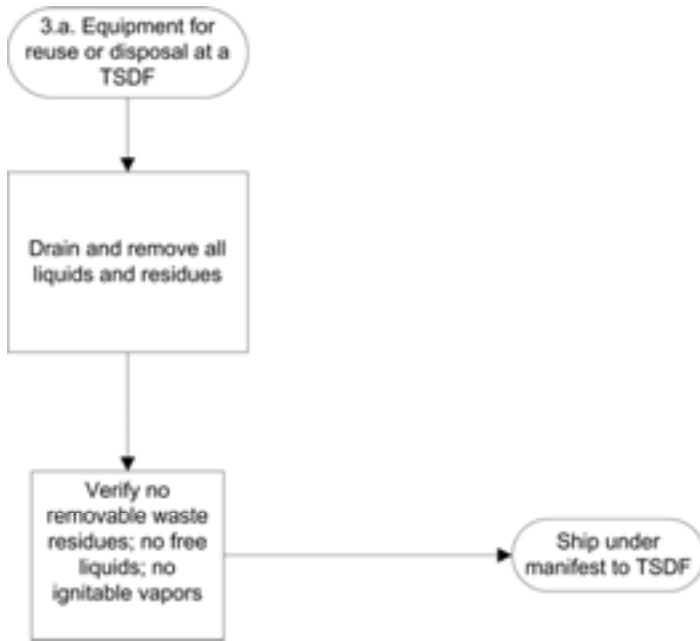 3.a. Equipment for
reuse or disposal at a
TSDF
Drain and remove all
liquids and residues
Verify no
removable waste
residues; no free
liquids; no
ignitable vapors
Ship under
manifest to TSDF